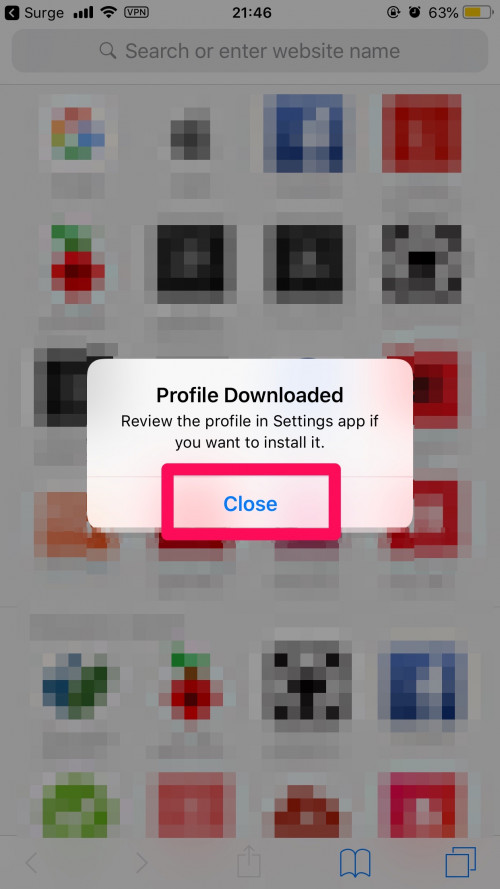 Surge VPN 21:46 63%
Search or enter website name
Profile Downloaded
Review the profile in Settings app if
you want to install it.
Close